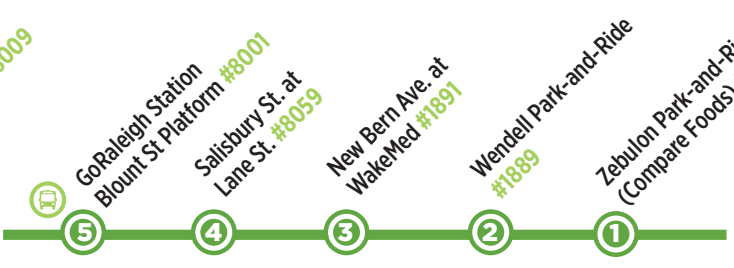 GoRaleigh Station
Blount St Platform #8001
Salisbury St. at
Lane St. #8059
New Bern Ave. at
WakeMed #1891
Wendell Park-and-Ride
#1889
Zebulon Park-and-Ri
(Compare Foods)
5
4
3
2
1